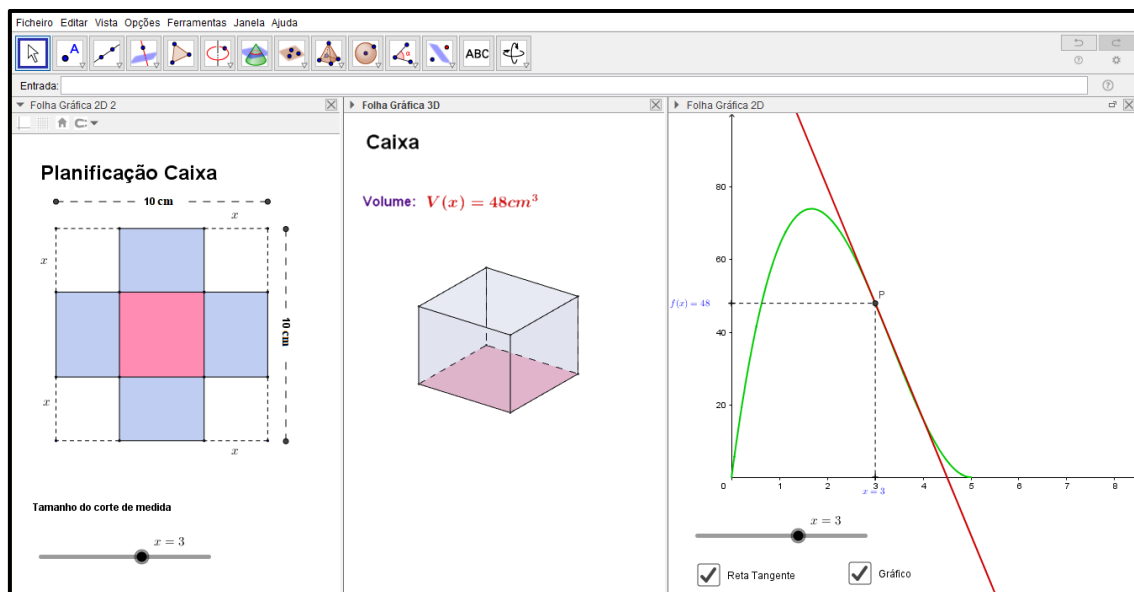 Ficheiro Editar Vista Opções Ferramentas Janela Ajuda
A
α
ABC
Entrada:
Folha Gráfica 2D 2
Folha Gráfica 3D
Folha Gráfica 2D
Planificação Caixa
10 cm
x
x
10 cm
x
x
Tamanho do corte de medida
x = 3
Caixa
Volume: V(x) = 48cm³
80
60
f(x) = 48
P
40
20
0 1 2 3 4 5 6 7 8
x = 3
x = 3
Reta Tangente
Gráfico